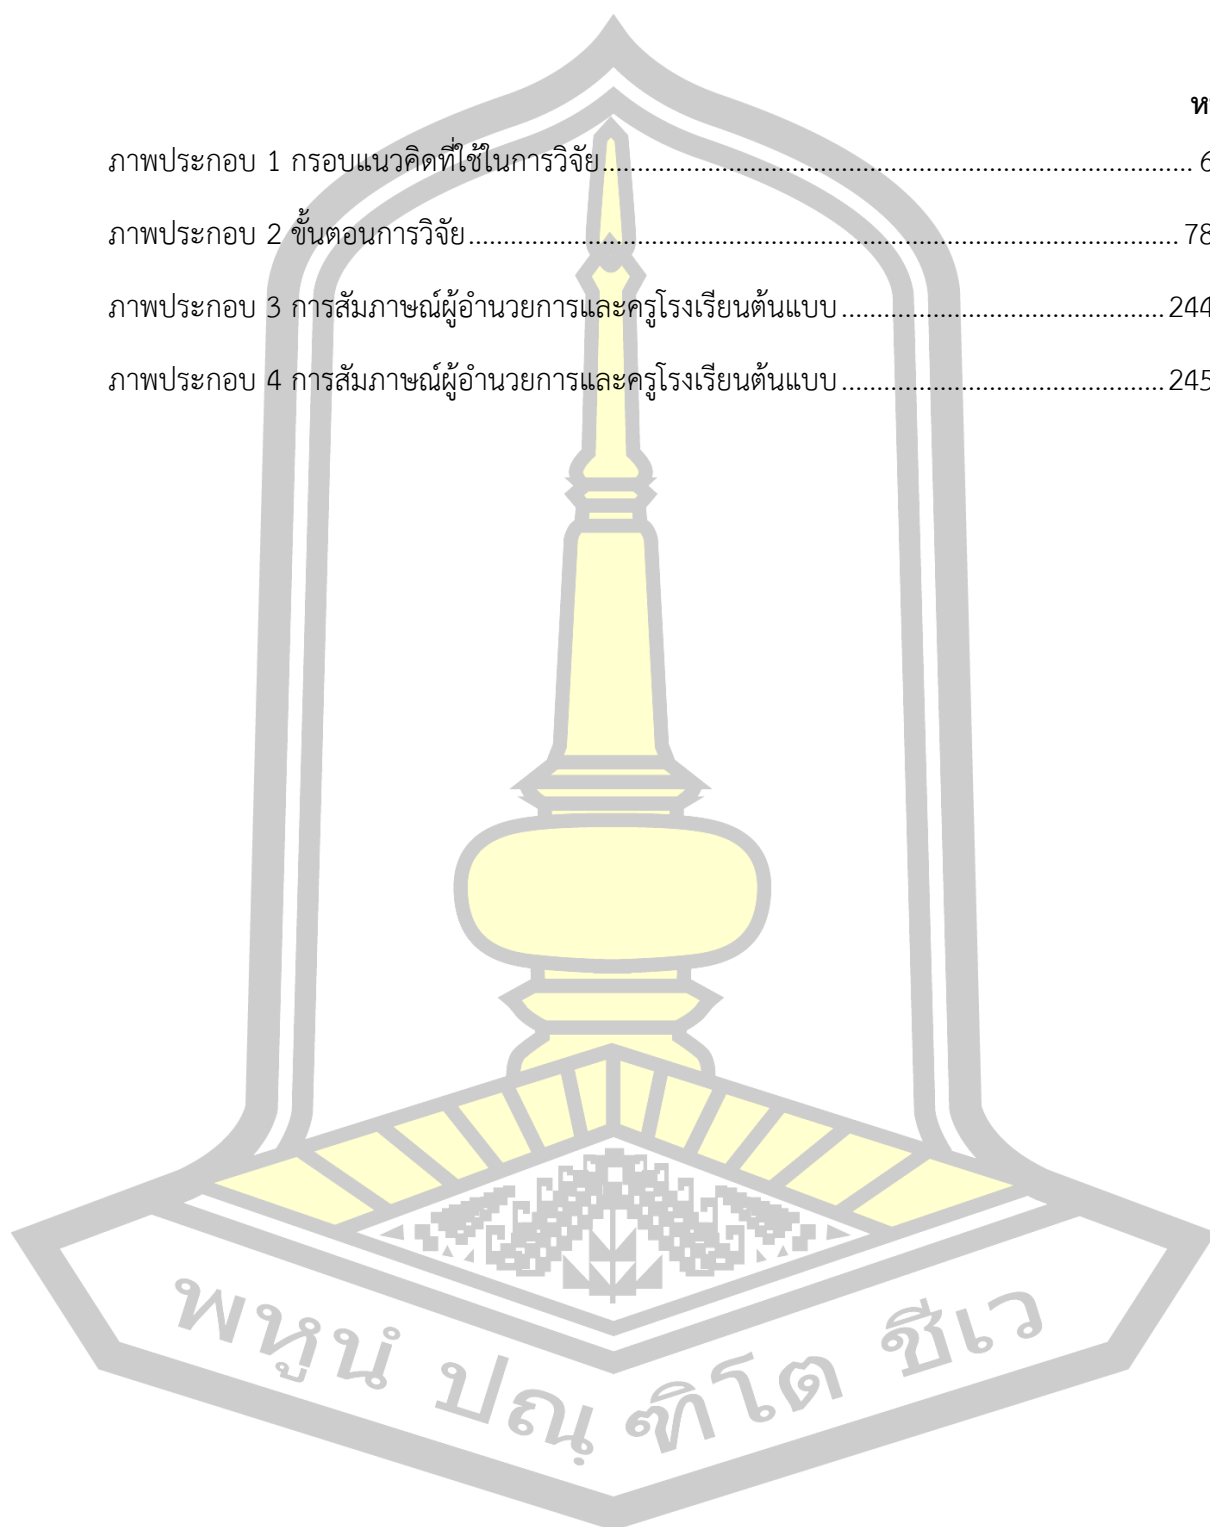 ภาพประกอบ 1 กรอบแนวคิดที่ใช้ในการวิจัย........................................................................ 6
ภาพประกอบ 2 ขั้นตอนการวิจัย........................................................................ 78
ภาพประกอบ 3 การสัมภาษณ์ผู้อำนวยการและครูโรงเรียนต้นแบบ........................................ 244
ภาพประกอบ 4 การสัมภาษณ์ผู้อำนวยการและครูโรงเรียนต้นแบบ........................................ 245
พหูนํ ปณฺฑิโต ชีเว